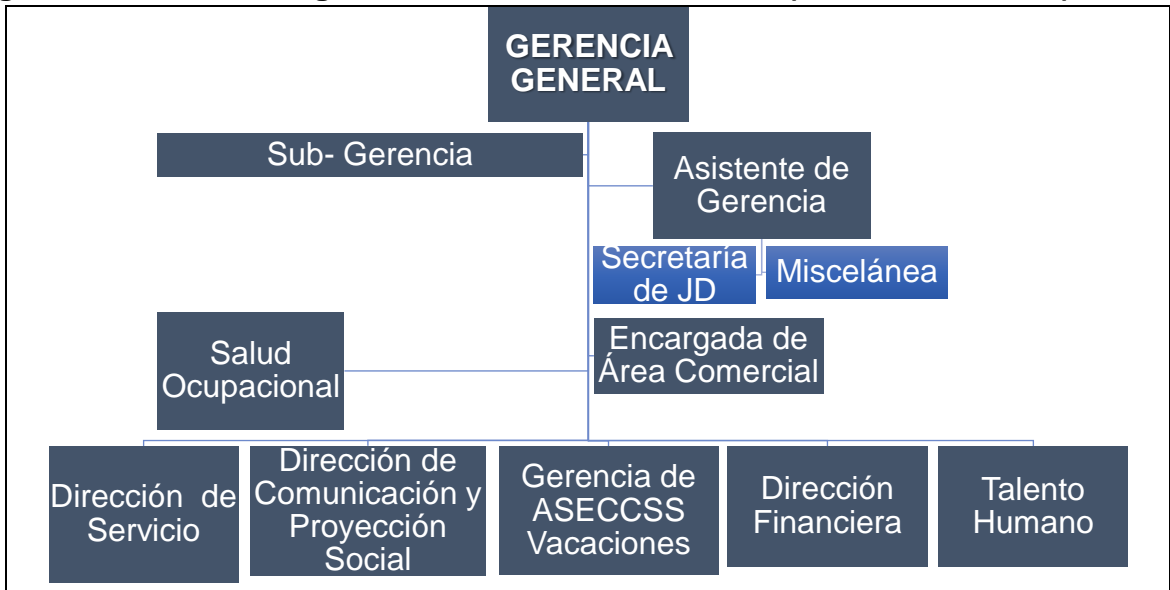 GERENCIA
GENERAL
Sub- Gerencia
Asistente de
Gerencia
Secretaría
de JD
Miscelánea
Salud
Ocupacional
Encargada de
Área Comercial
Dirección de
Servicio
Dirección de
Comunicación y
Proyección
Social
Gerencia de
ASECCSS
Vacaciones
Dirección
Financiera
Talento
Humano